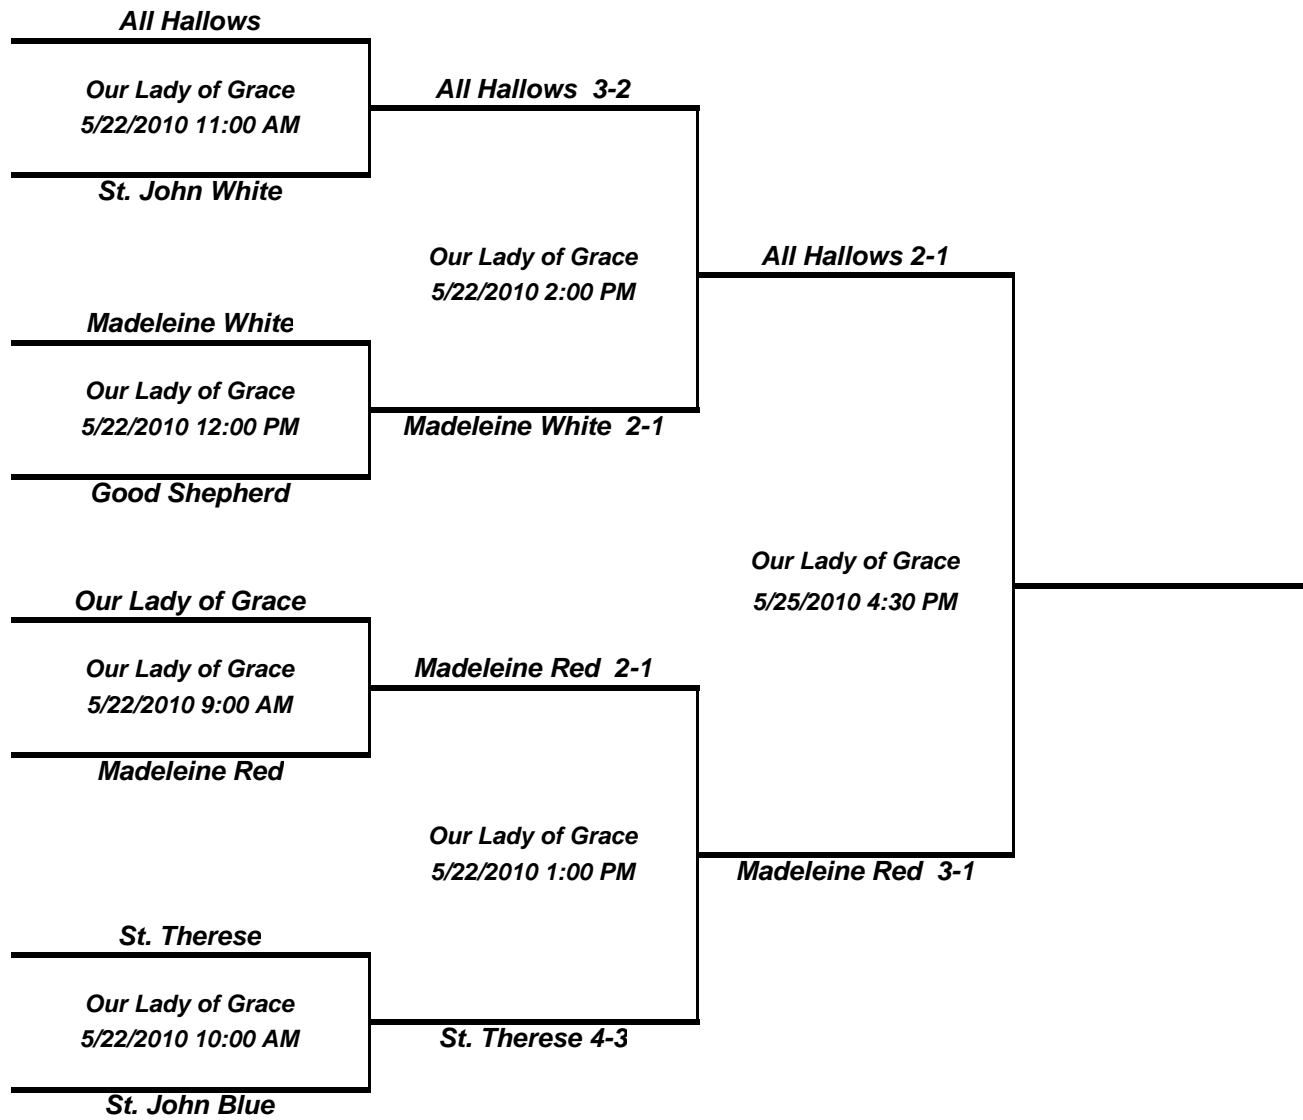 All Hallows
Our Lady of Grace
5/22/2010 11:00 AM
St. John White
All Hallows  3-2
Our Lady of Grace
5/22/2010 2:00 PM
All Hallows 2-1
Madeleine White
Our Lady of Grace
5/22/2010 12:00 PM
Good Shepherd
Madeleine White  2-1
Our Lady of Grace
5/25/2010 4:30 PM
Our Lady of Grace
Our Lady of Grace
5/22/2010 9:00 AM
Madeleine Red
Madeleine Red  2-1
Our Lady of Grace
5/22/2010 1:00 PM
Madeleine Red  3-1
St. Therese
Our Lady of Grace
5/22/2010 10:00 AM
St. John Blue
St. Therese 4-3